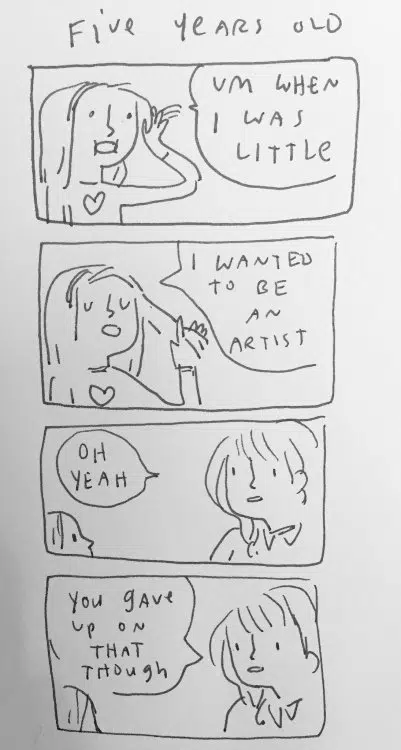 FIVE YEARS OLD
UM WHEN
I WAS
LITTLE
I WANTED
TO BE
AN
ARTIST
OH
YEAH
YOU GAVE
UP ON
THAT
THOUGH